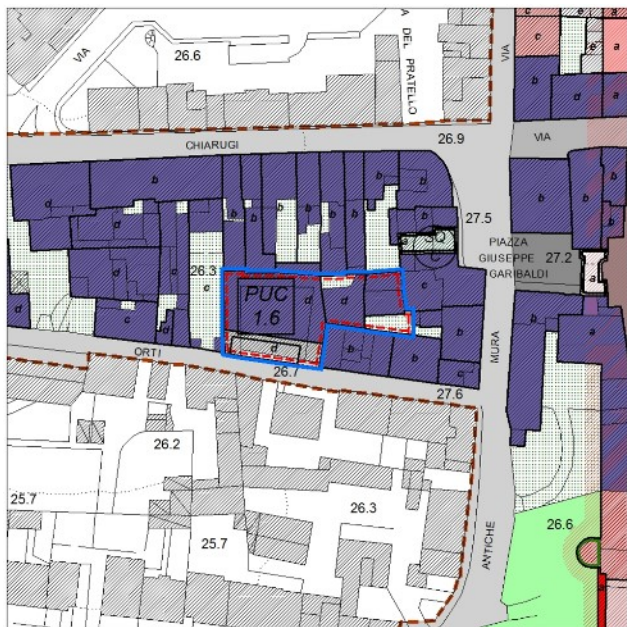 VIA
26.6
A DEL PRATELLO
VIA
c
e
a
c
e
a
b
d
a
26.9
VIA
CHIARUGI
b
b
b
d
b
b
b
b
b
b
b
b
27.5
d
d
26.3
c
a
SQ
PIAZZA
GIUSEPPE
GARIBALDI
27.2
a
c
b
PUC
1.6
d
d
d
c
d
d
b
b
c
b
a
ORTI
26.7
27.6
MURA
b
26.2
25.7
26.3
25.7
26.6
ANTICHE